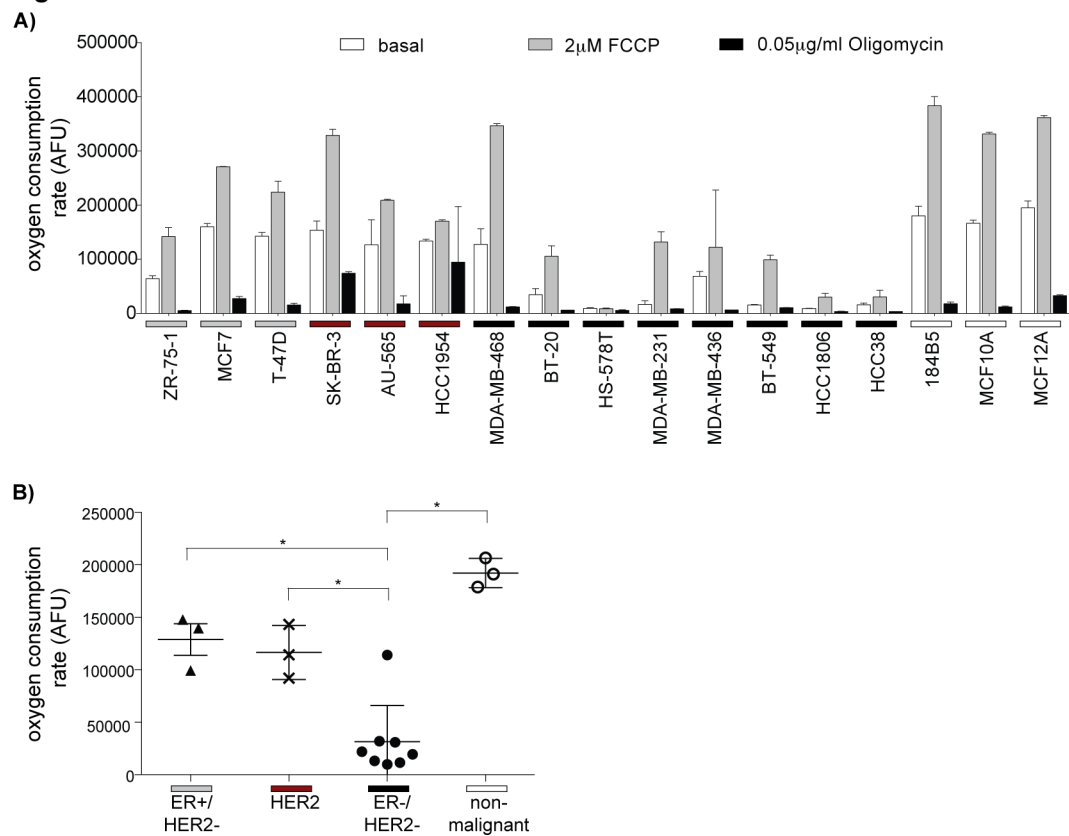 A)
500000
400000
300000
200000
100000
0
oxygen consumption
rate (AFU)
basal
2μM FCCP
0.05μg/ml Oligomycin
ZR-75-1
MCF7
T-47D
SK-BR-3
AU-565
HCC1954
MDA-MB-468
BT-20
HS-578T
MDA-MB-231
MDA-MB-436
BT-549
HCC1806
HCC38
184B5
MCF10A
MCF12A
B)
250000
200000
150000
100000
50000
0
oxygen consumption
rate (AFU)
*
*
*
ER+/
HER2-
HER2
ER-/
HER2-
non-
malignant